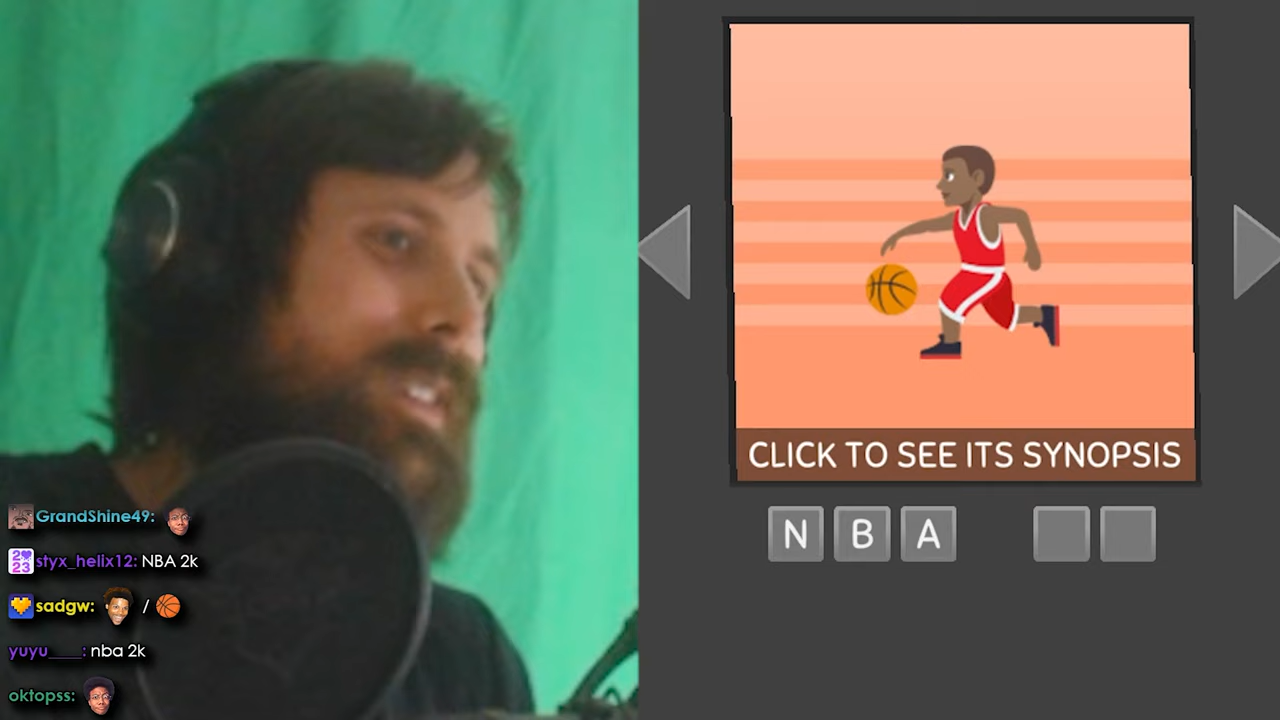 CLICK TO SEE ITS SYNOPSIS
N B A
GrandShine49:
styx_helix12: NBA 2k
sadgw: /
yuyu____: nba 2k
oktopss: